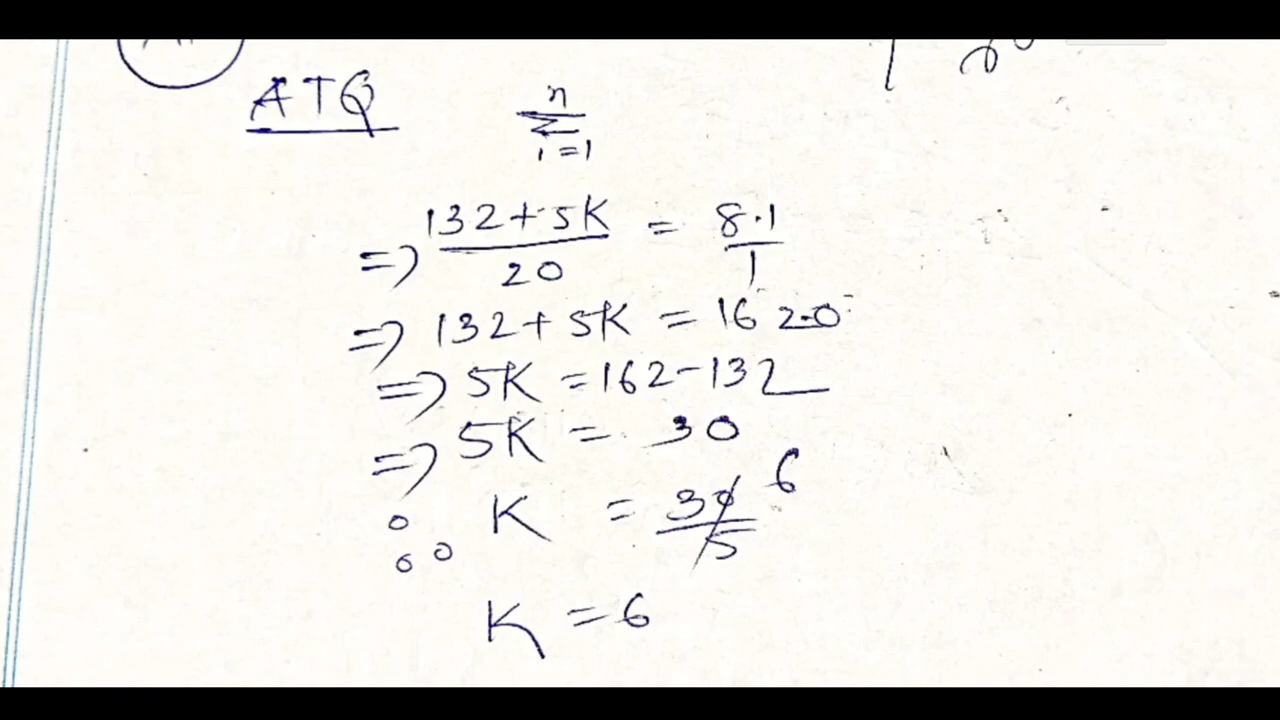 ATQ
n
Σ
i=1
⇒ 132+5K / 20 = 8.1 / 1
⇒ 132+5K = 162.0
⇒ 5K = 162-132
⇒ 5K = 30
∴ K = 30/5 6
K = 6